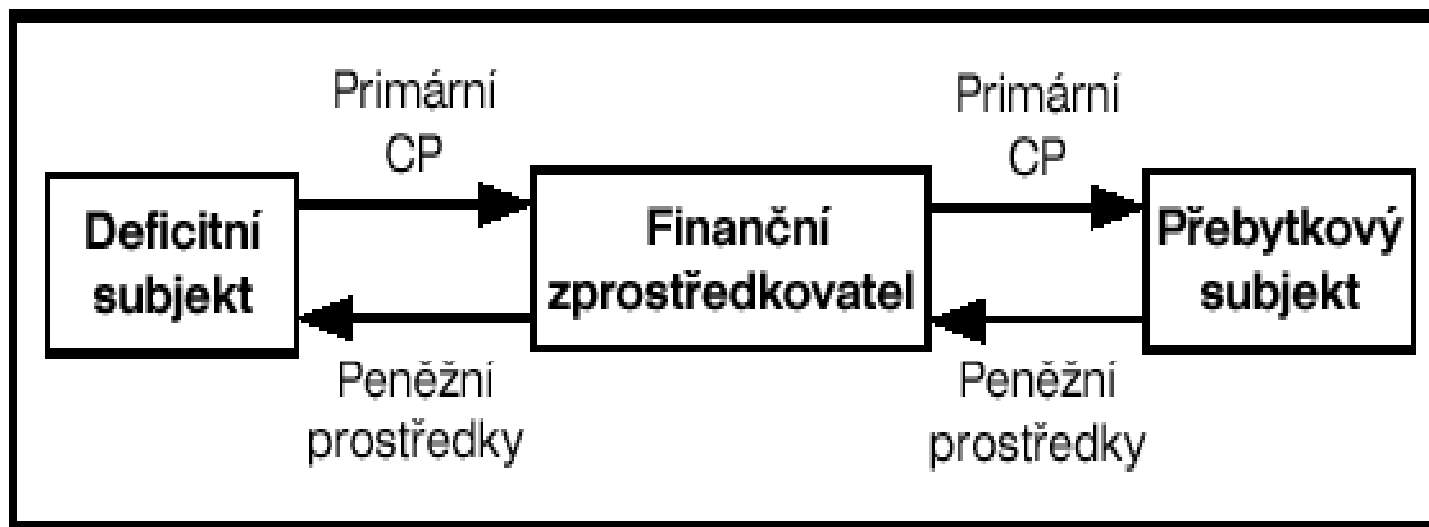 Primární
CP
Primární
CP
Deficitní
subjekt
Finanční
zprostředkovatel
Přebytkový
subjekt
Peněžní
prostředky
Peněžní
prostředky